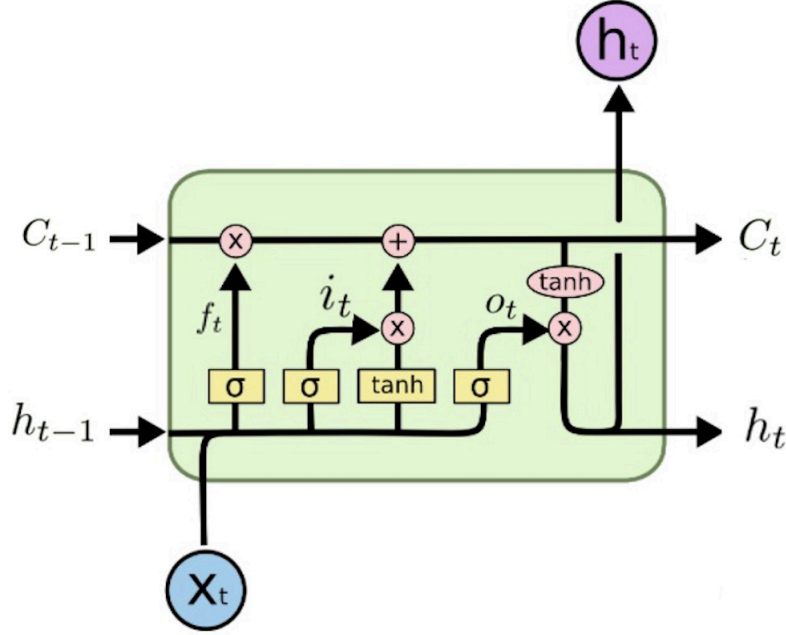 hₜ
Cₜ₋₁ x + Cₜ
tanh
fₜ iₜ x oₜ x
σ σ tanh σ
hₜ₋₁ hₜ
xₜ